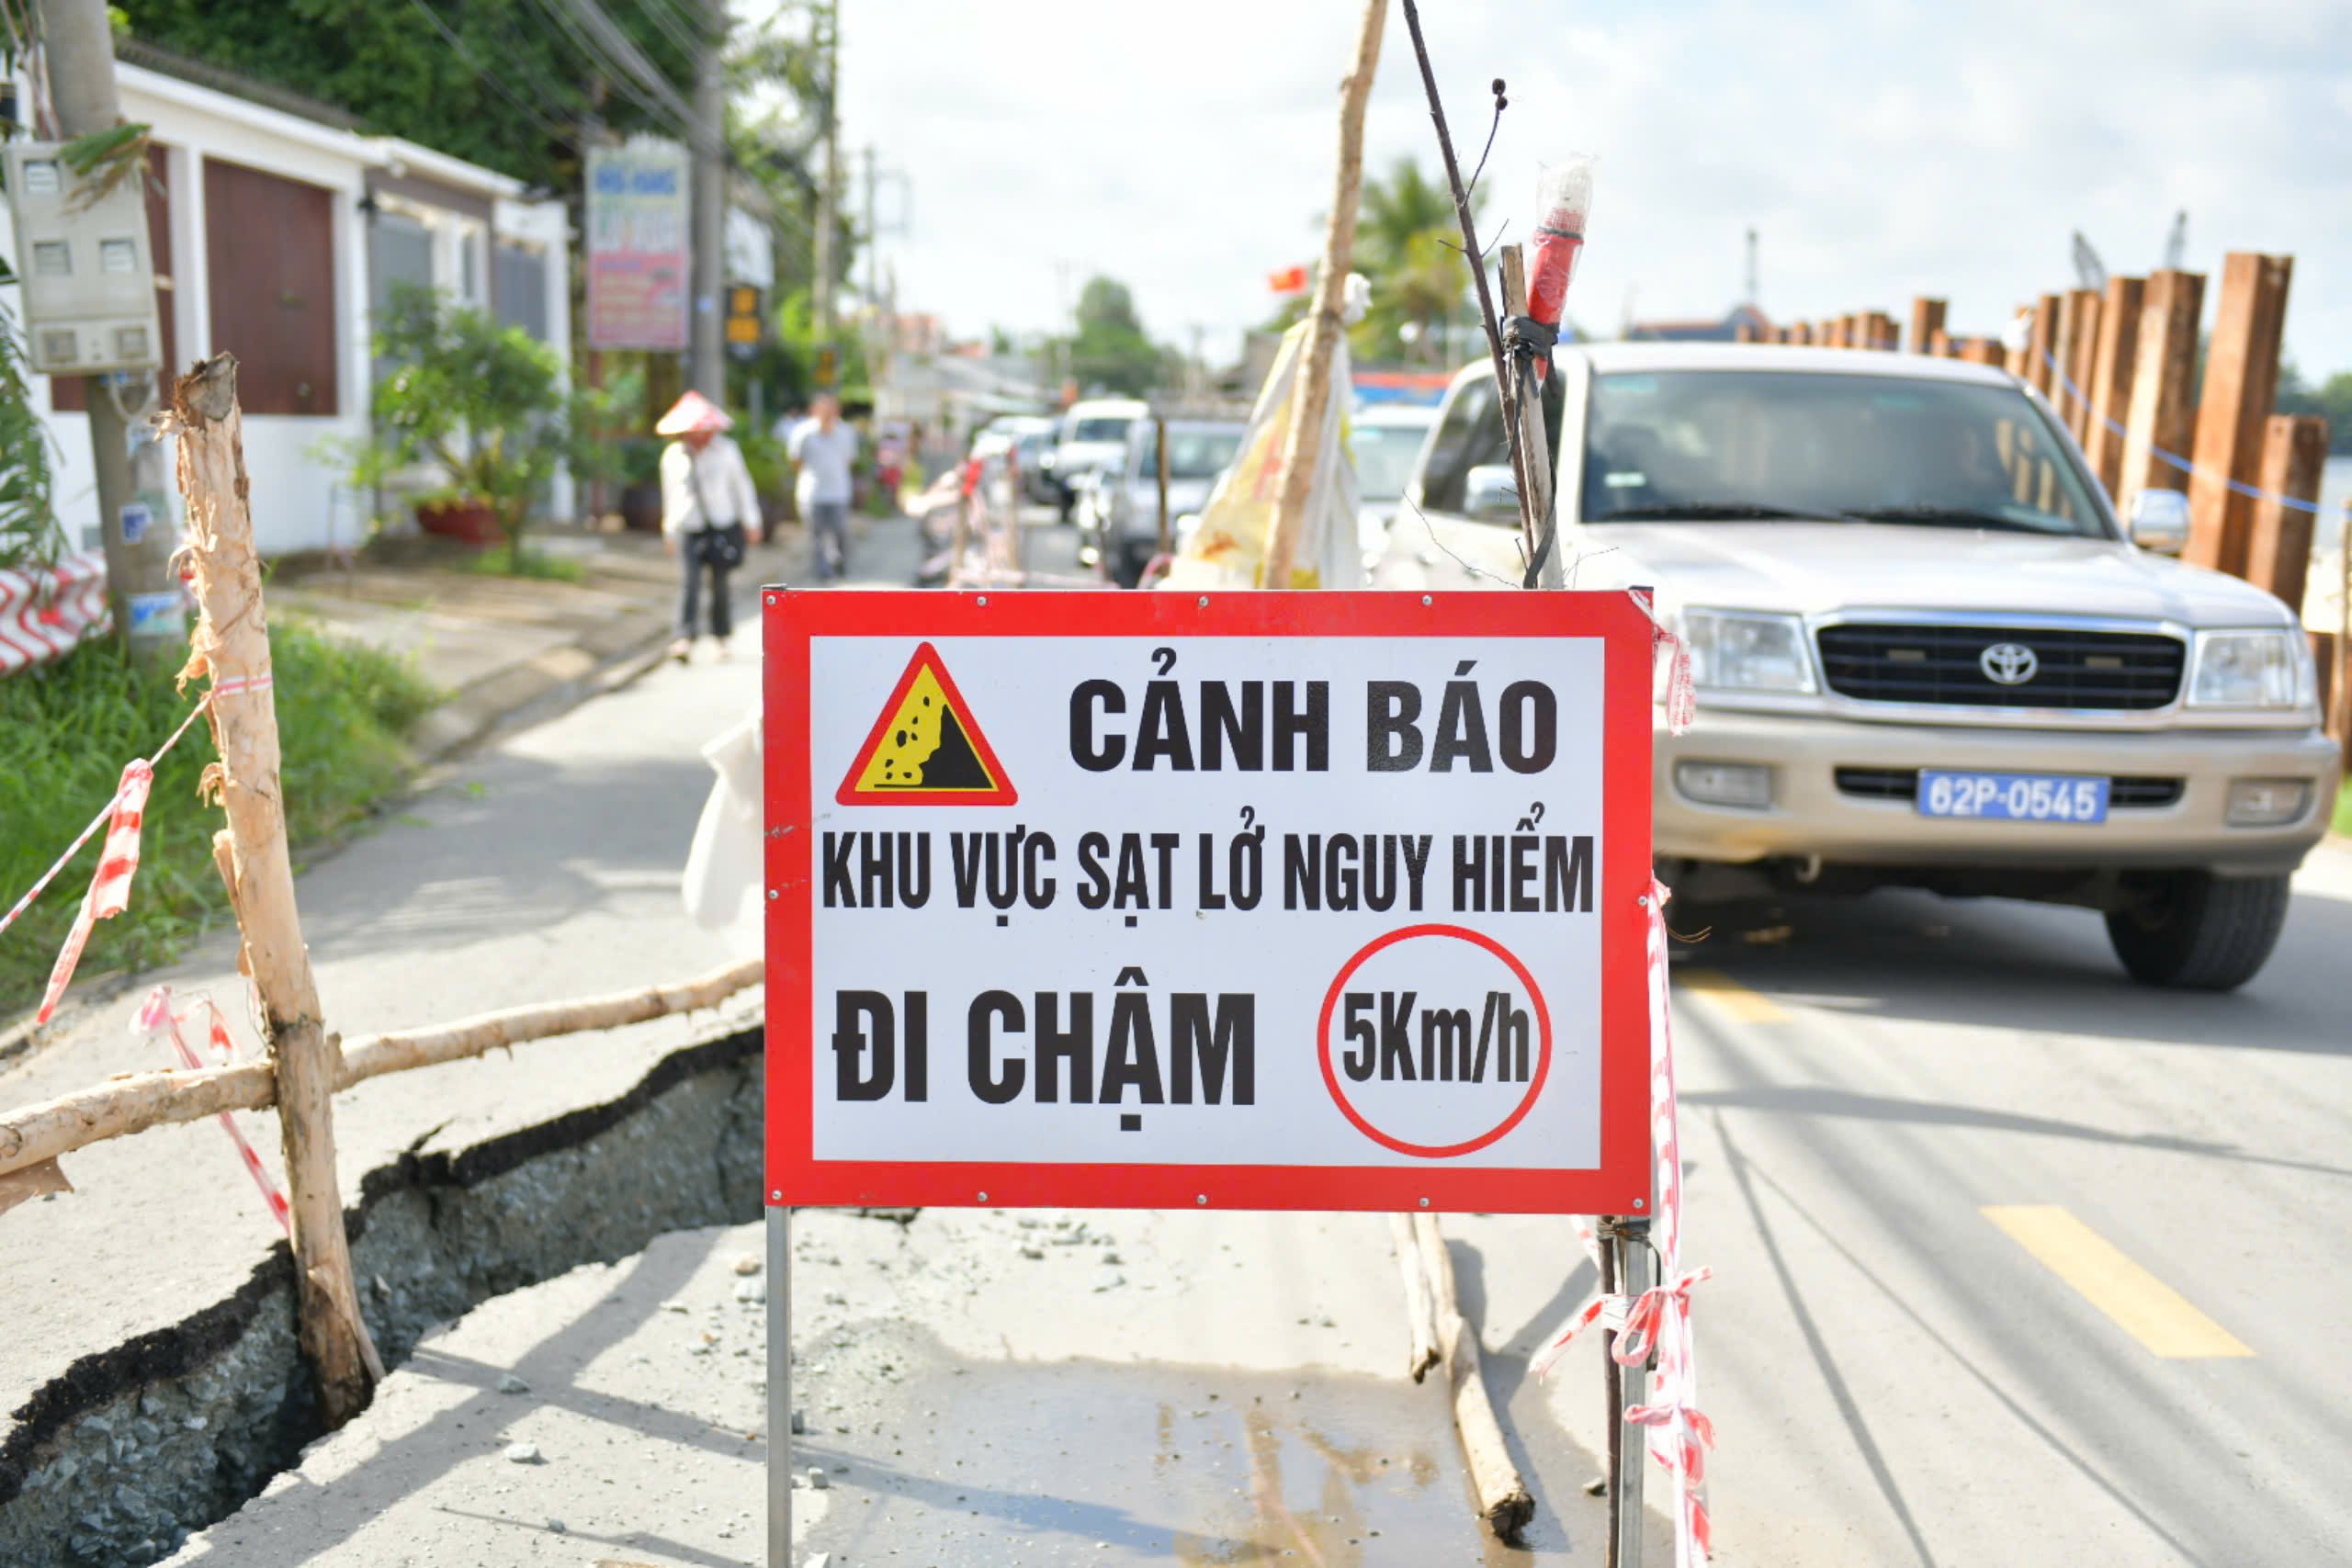 CẢNH BÁO
KHU VỰC SẠT LỞ NGUY HIỂM
ĐI CHẬM
5Km/h
62P-0545